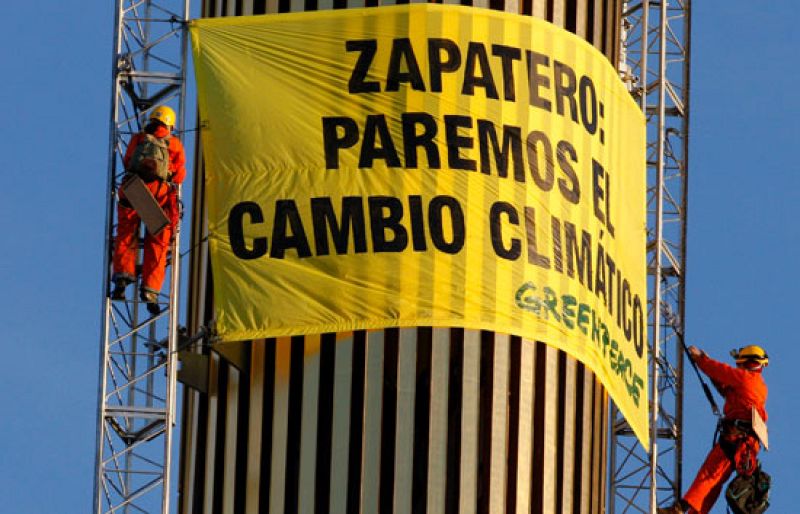 ZAPATERO:
PAREMOS EL
CAMBIO CLIMÁTICO
GREENPEACE